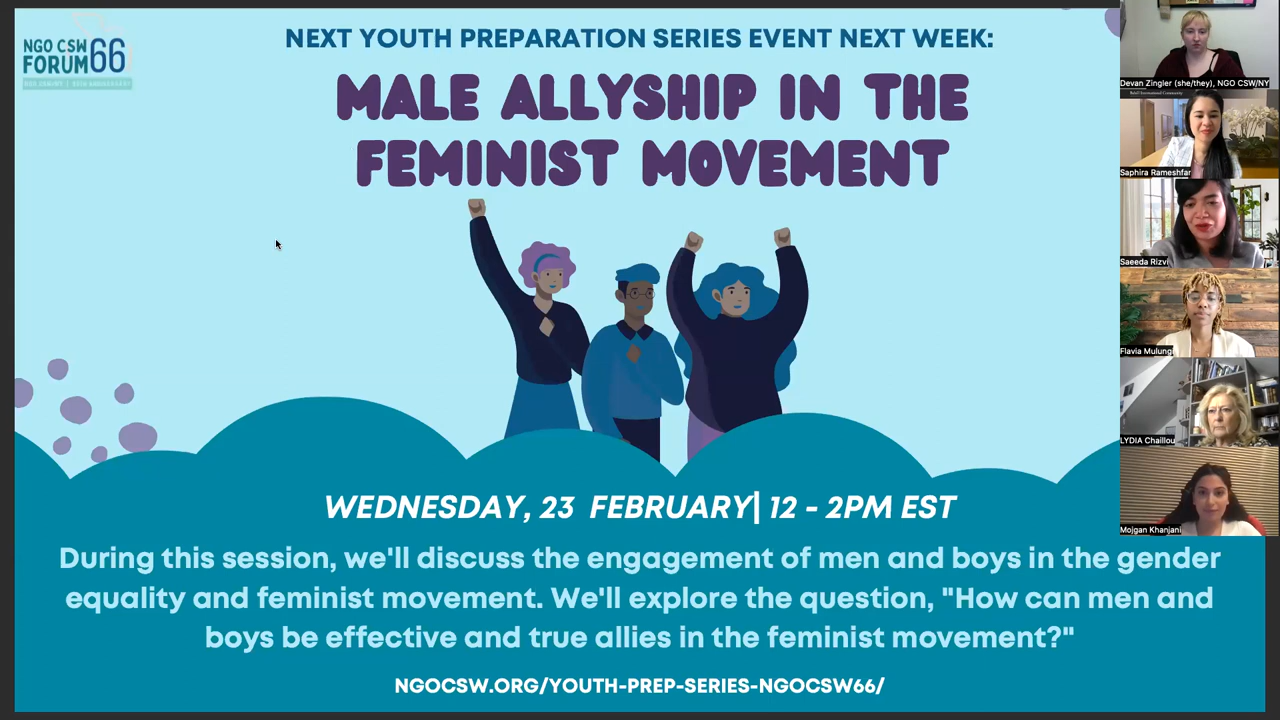 NGO CSW
FORUM 66
NEXT YOUTH PREPARATION SERIES EVENT NEXT WEEK:
MALE ALLYSHIP IN THE
FEMINIST MOVEMENT
WEDNESDAY, 23 FEBRUARY| 12 - 2PM EST
During this session, we'll discuss the engagement of men and boys in the gender
equality and feminist movement. We'll explore the question, "How can men and
boys be effective and true allies in the feminist movement?"
NGOCSW.ORG/YOUTH-PREP-SERIES-NGOCSW66/
Devan Zingler (she/they), NGO CSW/NY
Saphira Rameshfar
Saeeda Rizvi
Flavia Mulungi
LYDIA Chaillou
Mojgan Khanjani